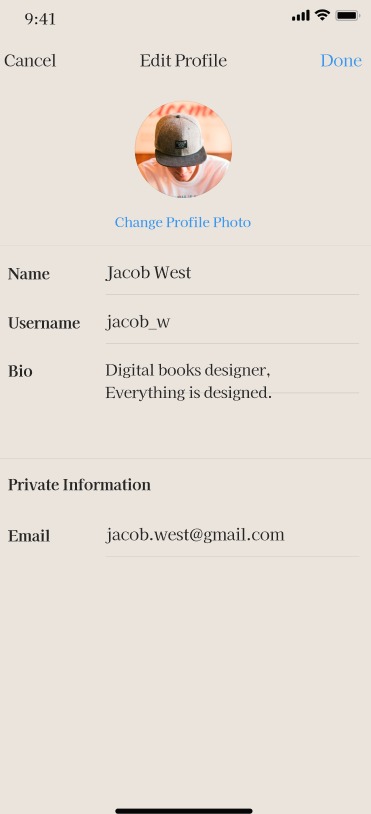 9:41
Cancel Edit Profile Done
Change Profile Photo
Name Jacob West
Username jacob_w
Bio Digital books designer,
Everything is designed.
Private Information
Email jacob.west@gmail.com